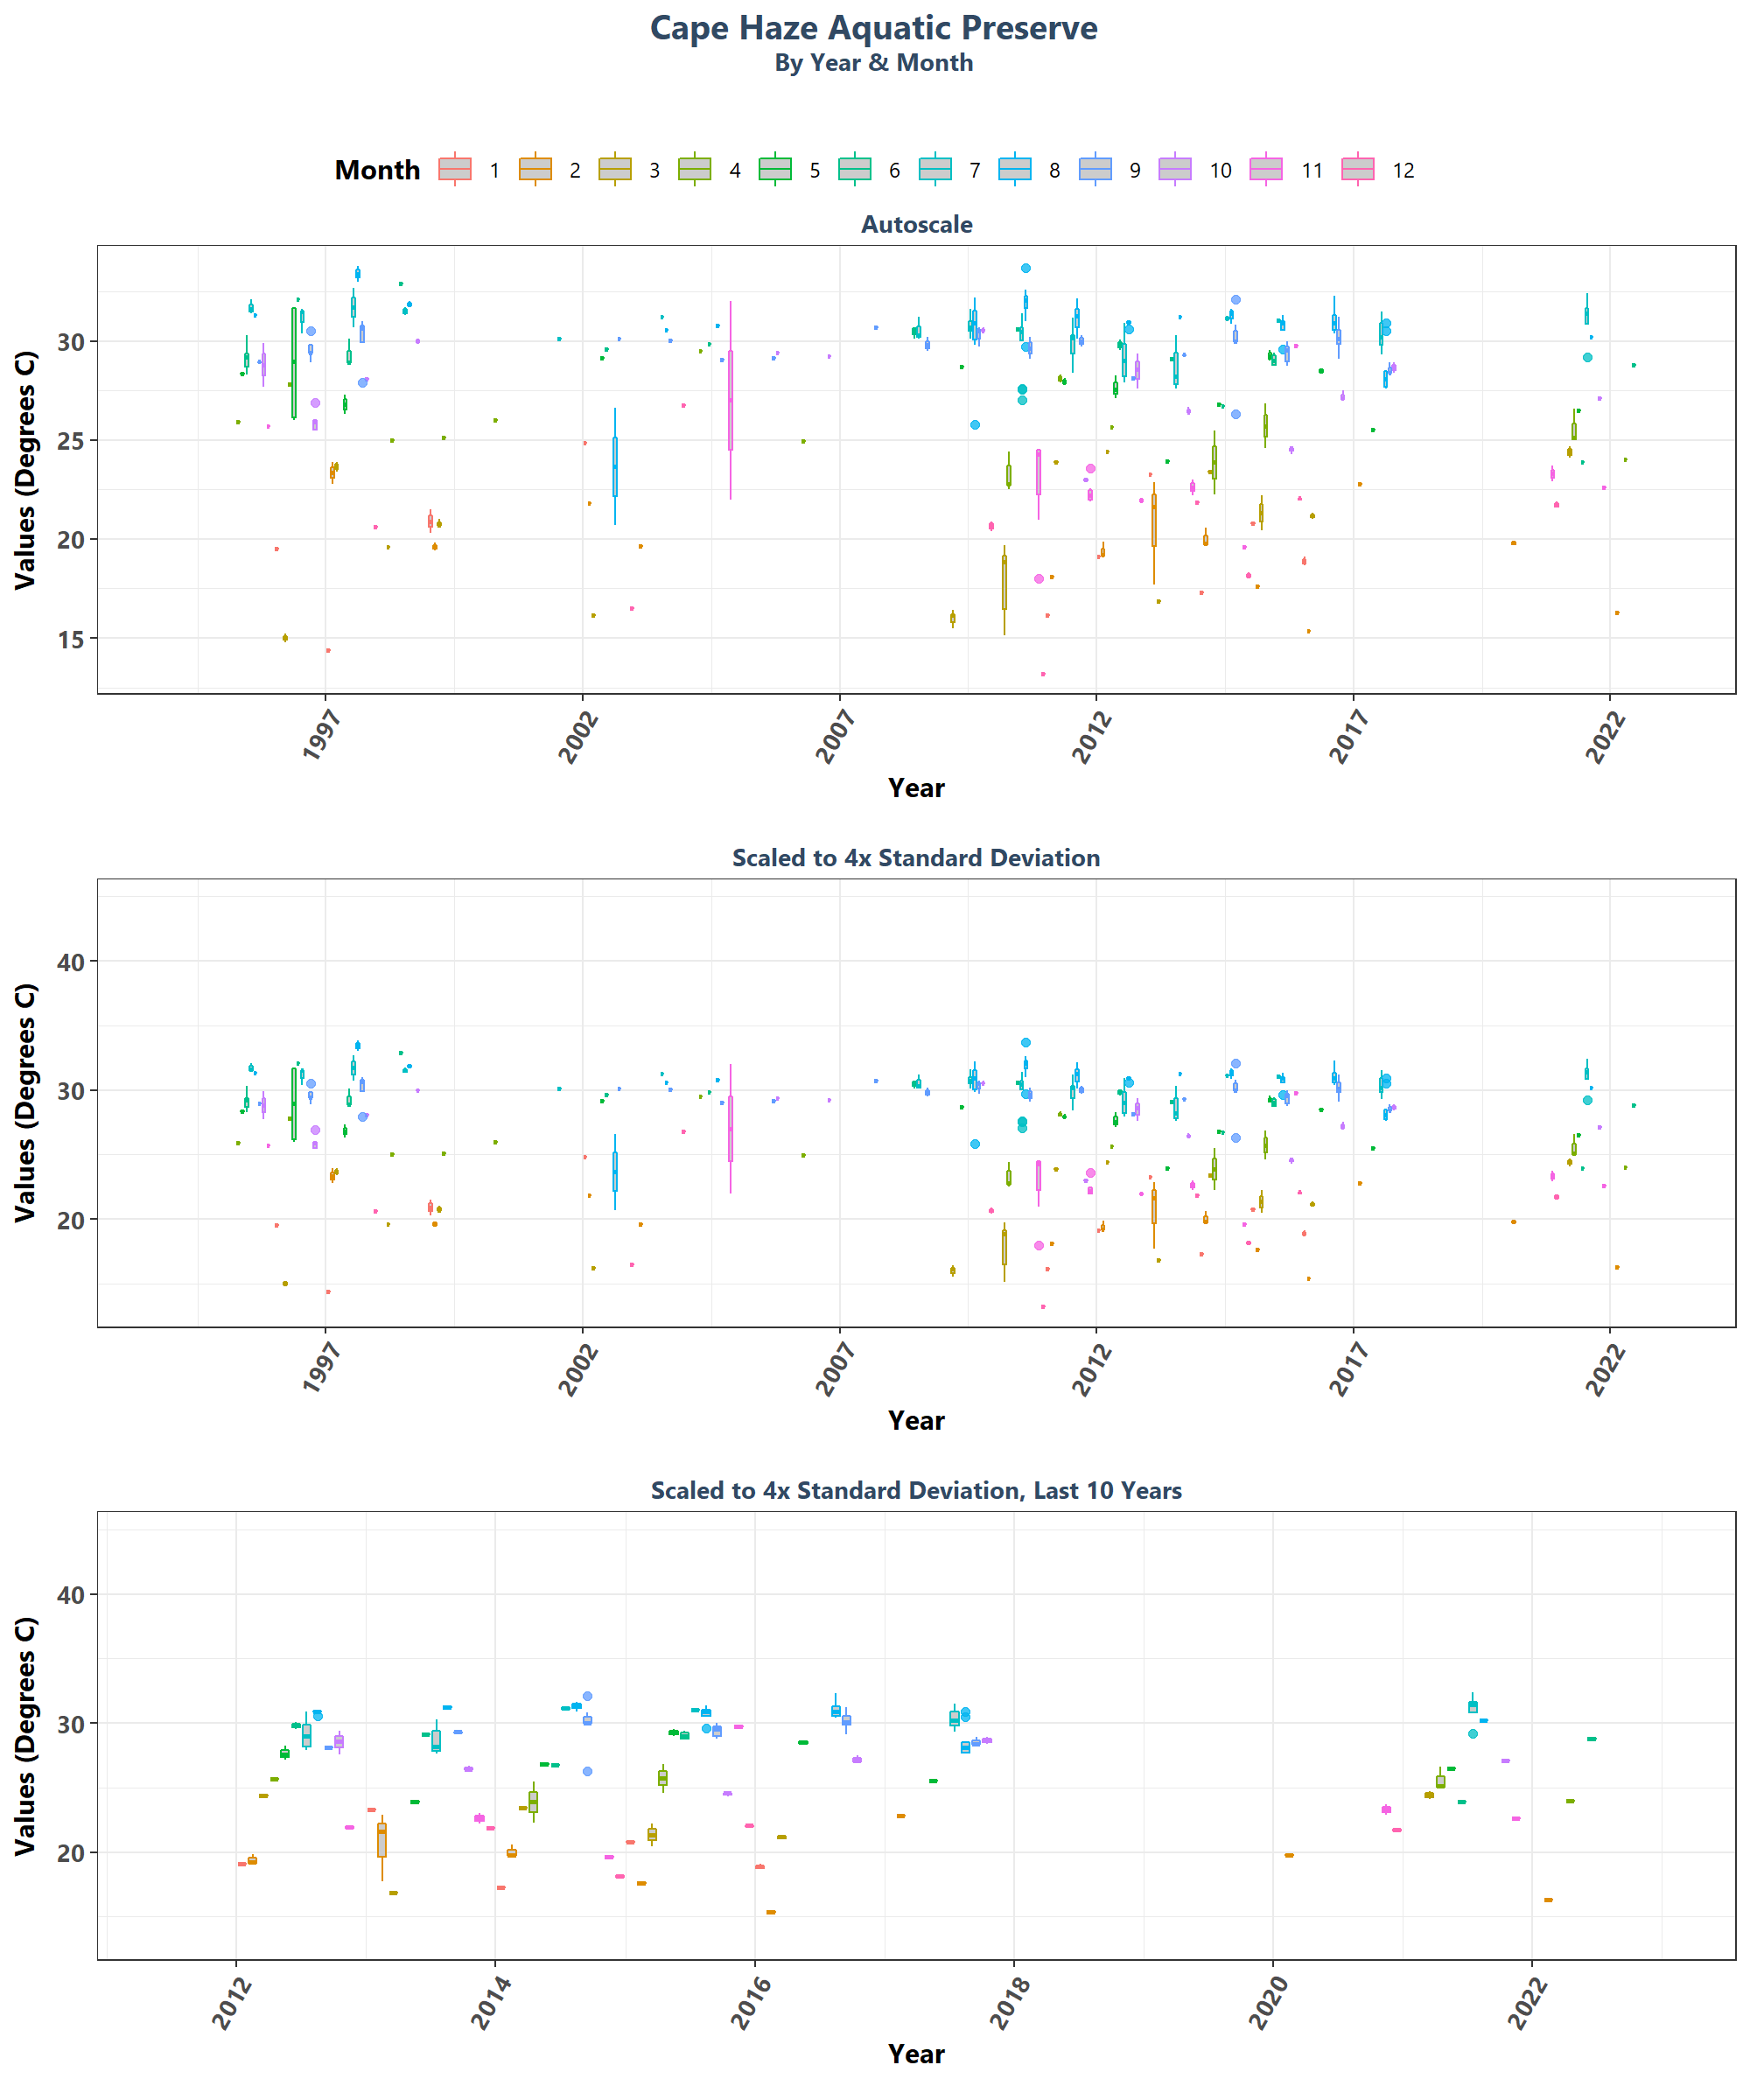 Cape Haze Aquatic Preserve
By Year & Month
Month 1 2 3 4 5 6 7 8 9 10 11 12
Autoscale
Values (Degrees C)
30
25
20
15
1997 2002 2007 2012 2017 2022
Year
Scaled to 4x Standard Deviation
Values (Degrees C)
40
30
20
1997 2002 2007 2012 2017 2022
Year
Scaled to 4x Standard Deviation, Last 10 Years
Values (Degrees C)
40
30
20
2012 2014 2016 2018 2020 2022
Year